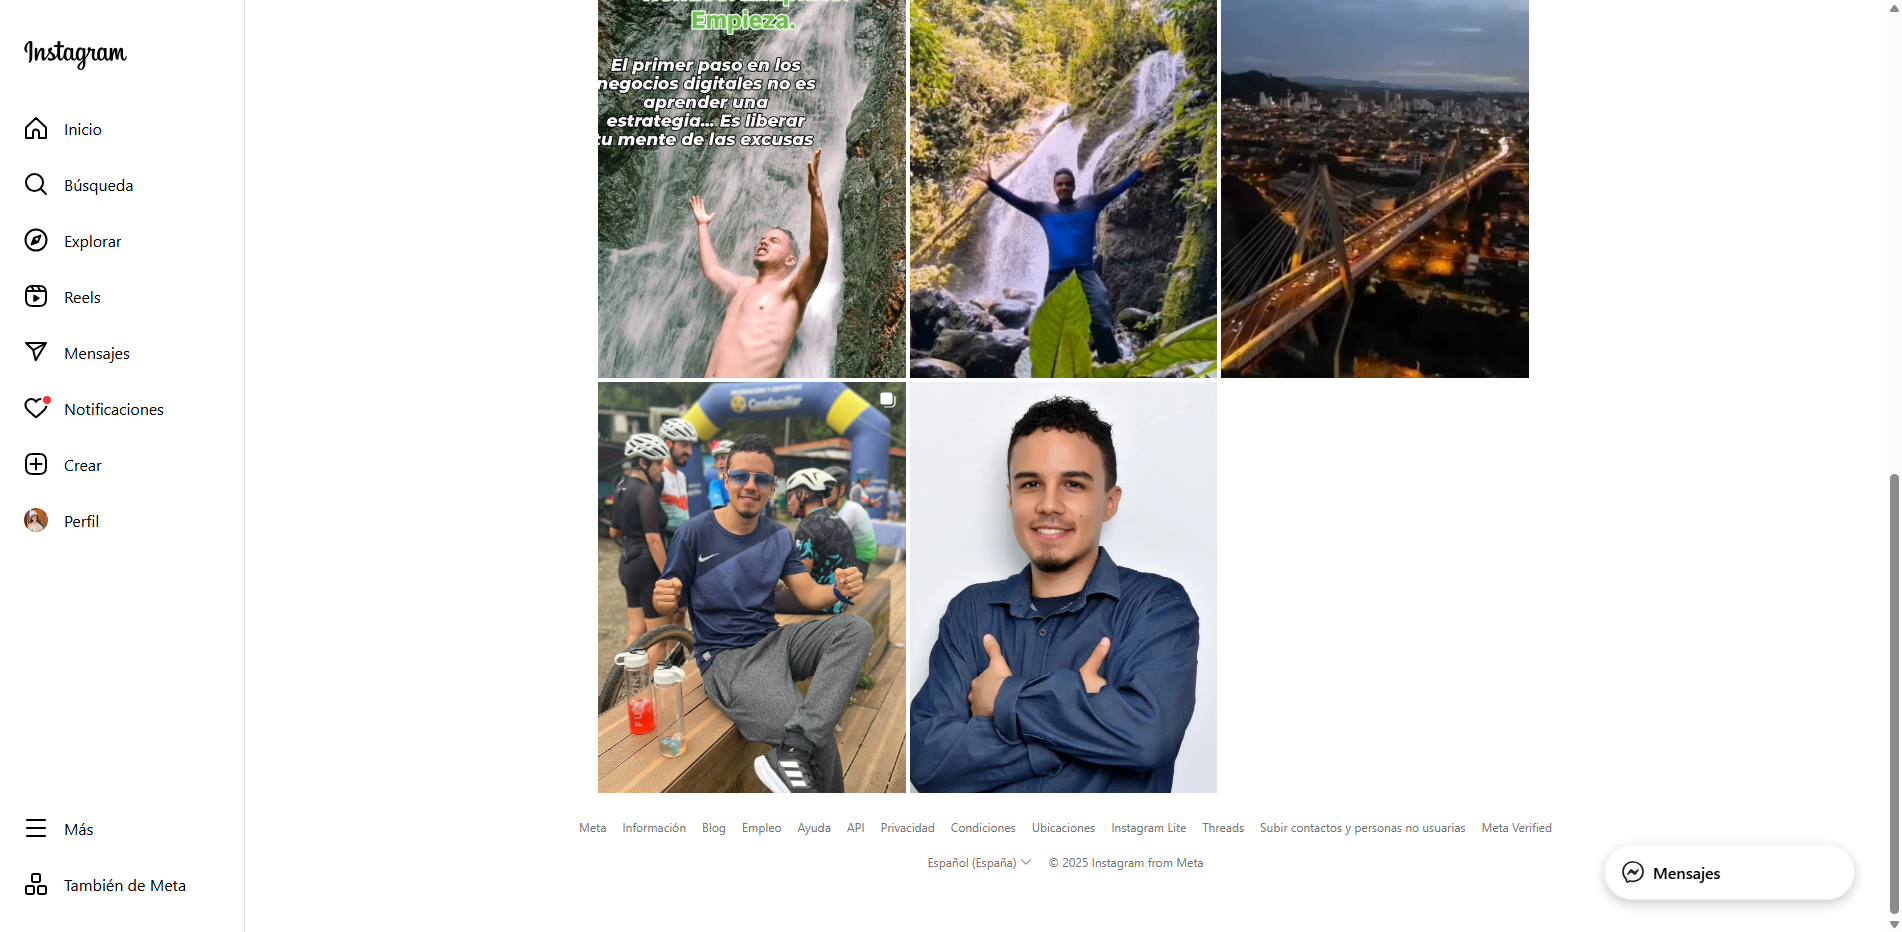 Instagram
Empieza.
El primer paso en los
negocios digitales no es
aprender una
estrategia... Es liberar
tu mente de las excusas
Inicio
Búsqueda
Explorar
Reels
Mensajes
Notificaciones
Crear
Perfil
Comfamiliar
Más
También de Meta
Meta
Información
Blog
Empleo
Ayuda
API
Privacidad
Condiciones
Ubicaciones
Instagram Lite
Threads
Subir contactos y personas no usuarias
Meta Verified
Español (España)
© 2025 Instagram from Meta
Mensajes